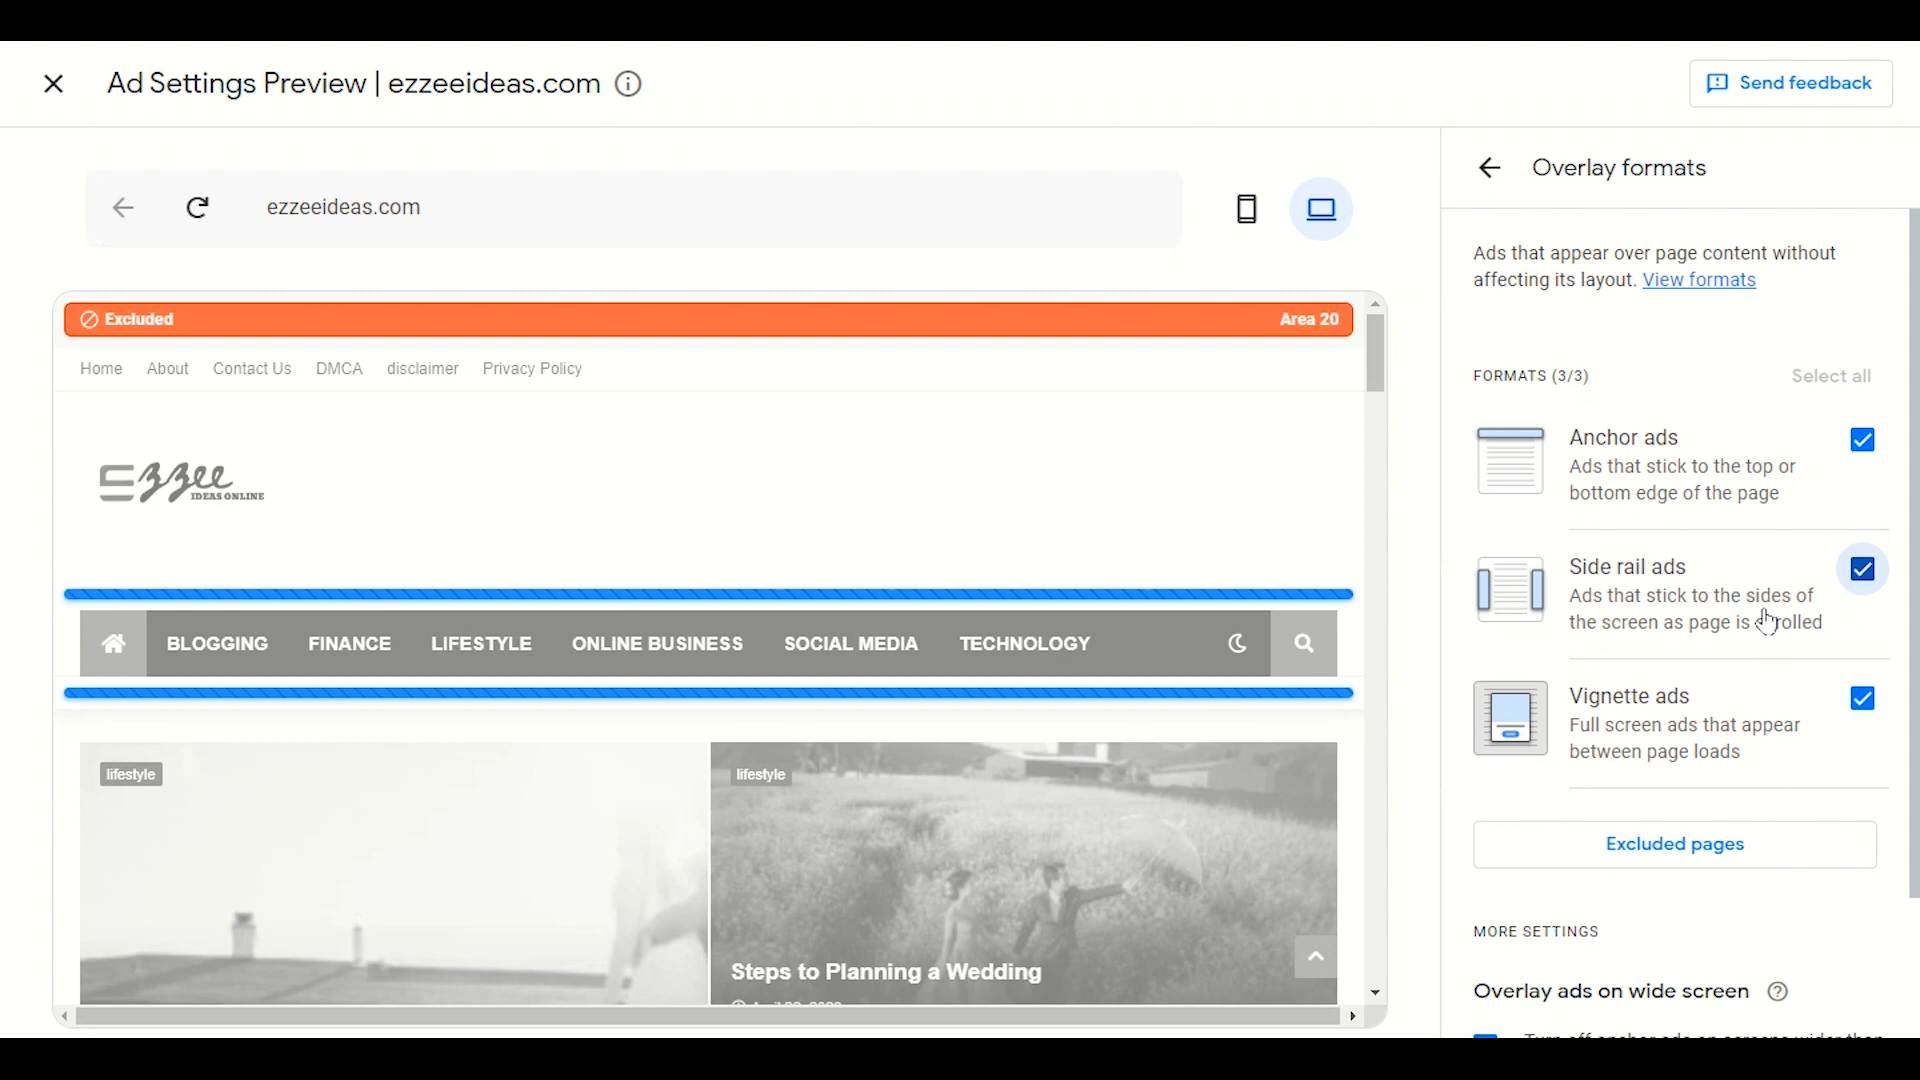 Ad Settings Preview | ezzeeideas.com
Send feedback
ezzeeideas.com
Excluded
Area 20
Home About Contact Us DMCA disclaimer Privacy Policy
Ezzee
IDEAS ONLINE
BLOGGING FINANCE LIFESTYLE ONLINE BUSINESS SOCIAL MEDIA TECHNOLOGY
lifestyle
lifestyle
Steps to Planning a Wedding
Overlay formats
Ads that appear over page content without
affecting its layout. View formats
FORMATS (3/3)
Select all
Anchor ads
Ads that stick to the top or
bottom edge of the page
Side rail ads
Ads that stick to the sides of
the screen as page is
Vignette ads
Full screen ads that appear
between page loads
Excluded pages
MORE SETTINGS
Overlay ads on wide screen